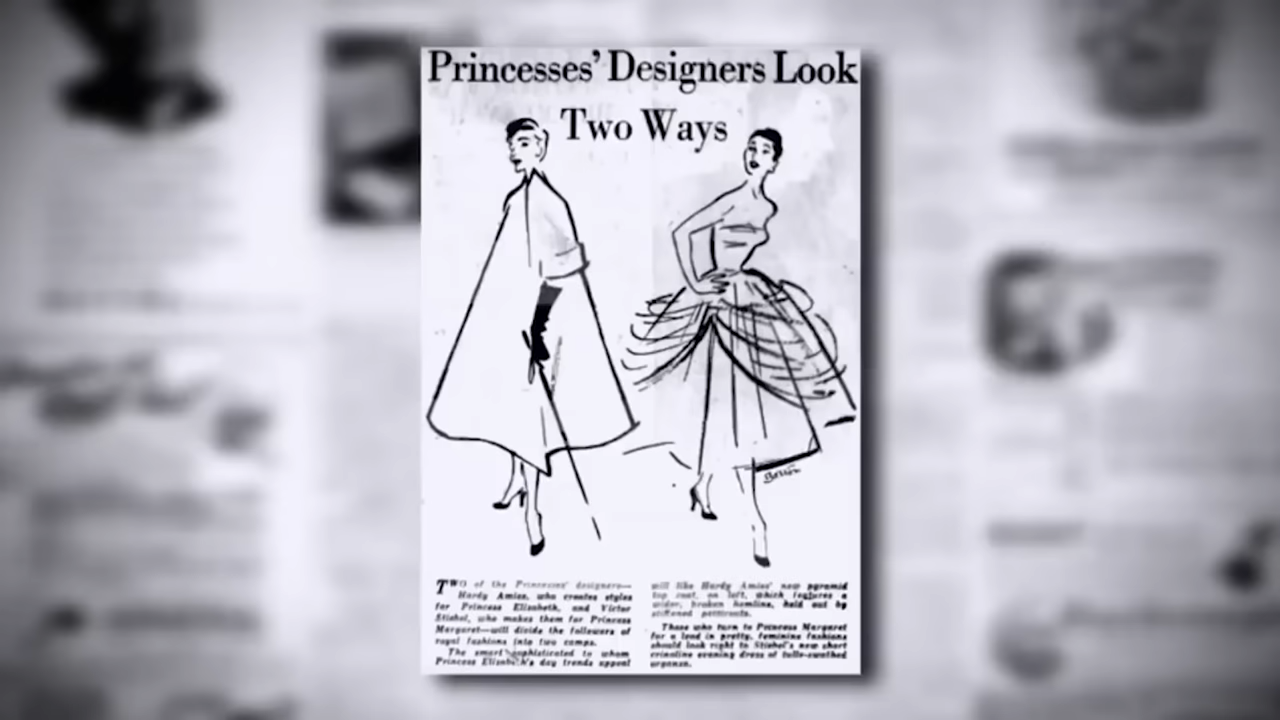 Princesses' Designers Look
Two Ways
TWO of the Princesses' designers—
Hardy Amies, who creates styles
for Princess Elizabeth, and Victor
Stiebel, who makes them for Princess
Margaret—will divide the followers of
royal fashions into two camps.
The smart sophisticated to whom
Princess Elizabeth's day trends appeal
will like Hardy Amies' new pyramid
top coat, on left, which features a
wider, broken hemline, held out by
stiffened petticoats.
Those who turn to Princess Margaret
for a lead in pretty, feminine fashions
should look right to Stiebel's new short
crinoline evening dress of tulle-swathed
organza.